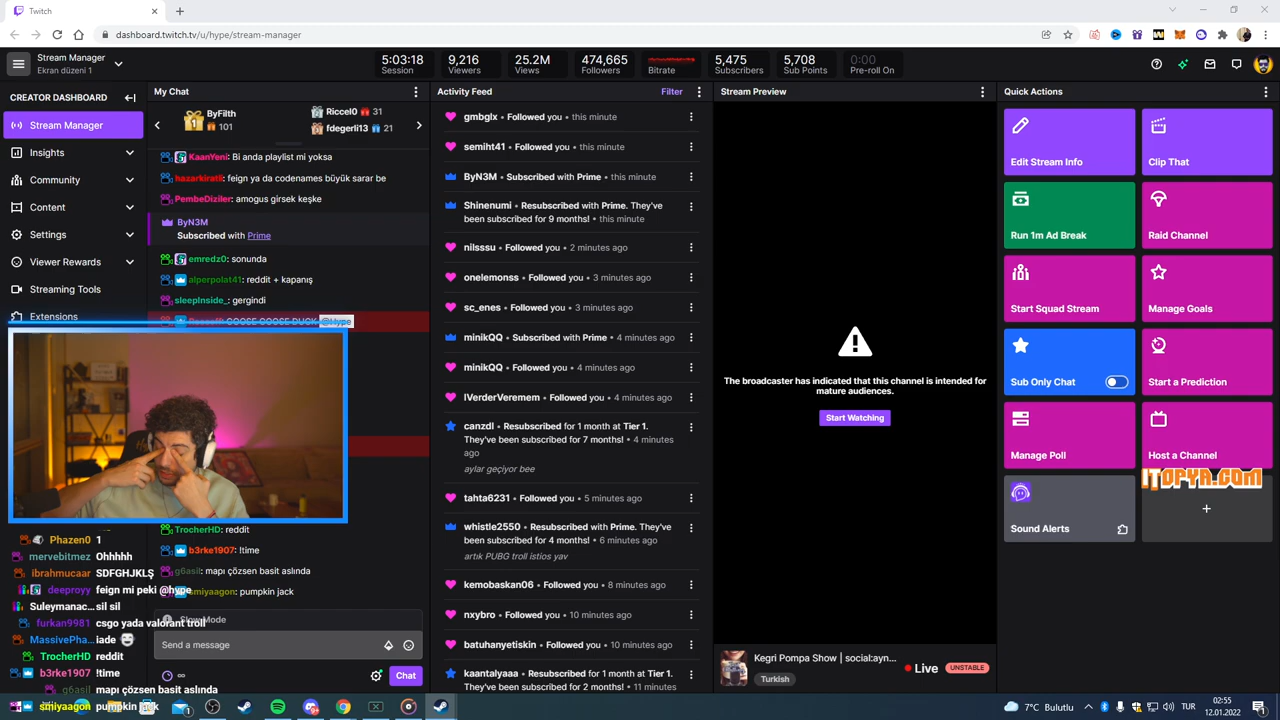 Twitch
dashboard.twitch.tv/u/hype/stream-manager
Stream Manager
Ekran düzeni 1
5:03:18
Session
9,216
Viewers
25.2M
Views
474,665
Followers
Bitrate
5,475
Subscribers
5,708
Sub Points
0:00
Pre-roll On
CREATOR DASHBOARD
Stream Manager
Insights
Community
Content
Settings
Viewer Rewards
Streaming Tools
Extensions
My Chat
1
ByFilth
101
Riccel0 31
fdegerli13 21
KaanYeni: Bi anda playlist mi yoksa
hazarkiratli: feign ya da codenames büyük sarar be
PembeDiziler: amogus girsek keşke
ByN3M
Subscribed with Prime
emredz0: sonunda
alperpolat41: reddit + kapanış
sleepInside_: gergindi
GOOSE GOOSE DUCK @Hype
TrocherHD: reddit
b3rke1907: !time
g6asil: mapı çözsen basit aslında
smiyaagon: pumpkin jack
Slow Mode
Send a message
∞
Chat
Phazen0 1
mervebitmez Ohhhhh
ibrahmucaar SDFGHJKLŞ
deeproyy feign mi peki @hype
Suleymanac... sil sil
furkan9981 csgo yada valorant troll
MassivePha... iade
TrocherHD reddit
b3rke1907 !time
g6asil mapı çözsen basit aslında
smiyaagon pumpkin jack
Activity Feed
Filter
gmbglx • Followed you • this minute
semiht41 • Followed you • this minute
ByN3M • Subscribed with Prime • this minute
Shinenumi • Resubscribed with Prime. They've
been subscribed for 9 months! • this minute
nilsssu • Followed you • 2 minutes ago
onelemonss • Followed you • 3 minutes ago
sc_enes • Followed you • 3 minutes ago
minikQQ • Subscribed with Prime • 4 minutes ago
minikQQ • Followed you • 4 minutes ago
IVerderVeremem • Followed you • 4 minutes ago
canzdl • Resubscribed for 1 month at Tier 1.
They've been subscribed for 7 months! • 4 minutes
ago
aylar geçiyor bee
tahta6231 • Followed you • 5 minutes ago
whistle2550 • Resubscribed with Prime. They've
been subscribed for 4 months! • 6 minutes ago
artık PUBG troll istios yav
kemobaskan06 • Followed you • 8 minutes ago
nxybro • Followed you • 10 minutes ago
batuhanyetiskin • Followed you • 10 minutes ago
kaantalyaaa • Resubscribed for 1 month at Tier 1.
They've been subscribed for 2 months! • 11 minutes
Stream Preview
The broadcaster has indicated that this channel is intended for
mature audiences.
Start Watching
Kegri Pompa Show | social:ayn...
Turkish
Live
UNSTABLE
Quick Actions
Edit Stream Info
Clip That
Run 1m Ad Break
Raid Channel
Start Squad Stream
Manage Goals
Sub Only Chat
Start a Prediction
Manage Poll
Host a Channel
iTOPYA.COM
Sound Alerts
+
7°C Bulutlu
TUR
02:55
12.01.2022